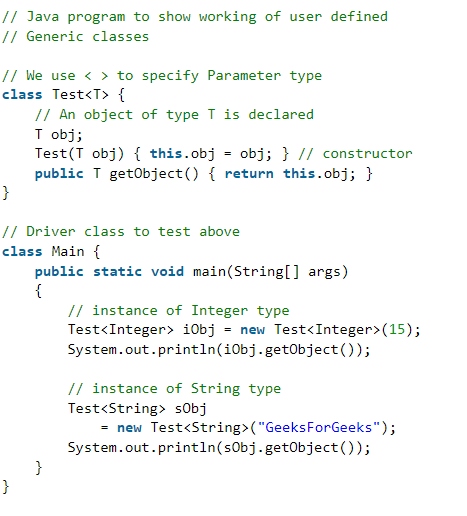 // Java program to show working of user defined
// Generic classes
// We use < > to specify Parameter type
class Test<T> {
// An object of type T is declared
T obj;
Test(T obj) { this.obj = obj; } // constructor
public T getObject() { return this.obj; }
}
// Driver class to test above
class Main {
public static void main(String[] args)
{
// instance of Integer type
Test<Integer> iObj = new Test<Integer>(15);
System.out.println(iObj.getObject());
// instance of String type
Test<String> sObj
= new Test<String>("GeeksForGeeks");
System.out.println(sObj.getObject());
}
}